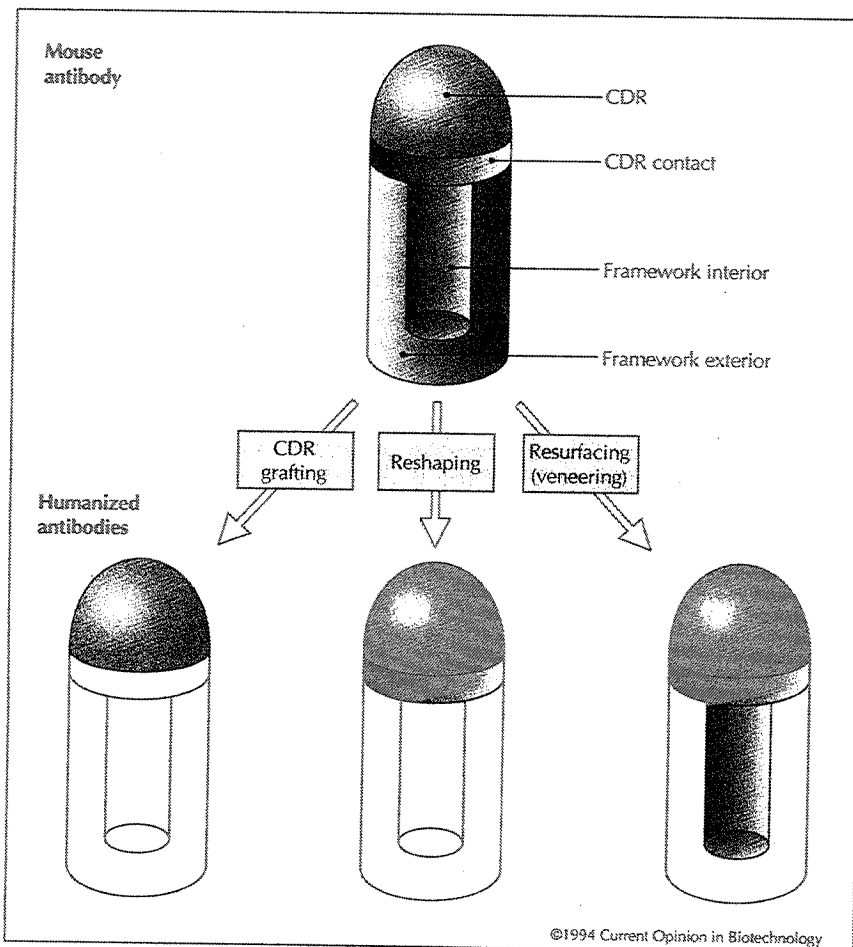 Mouse
antibody
CDR
CDR contact
Framework interior
Framework exterior
CDR
grafting
Reshaping
Resurfacing
(veneering)
Humanized
antibodies
©1994 Current Opinion in Biotechnology